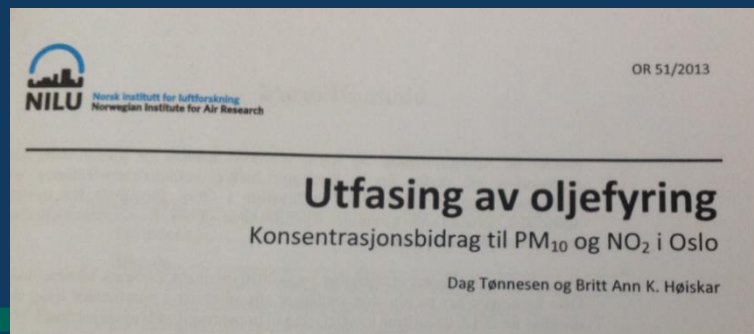 OR 51/2013
NILU
Norsk institutt for luftforskning
Norwegian Institute for Air Research
Utfasing av oljefyring
Konsentrasjonsbidrag til PM₁₀ og NO₂ i Oslo
Dag Tønnesen og Britt Ann K. Høiskar